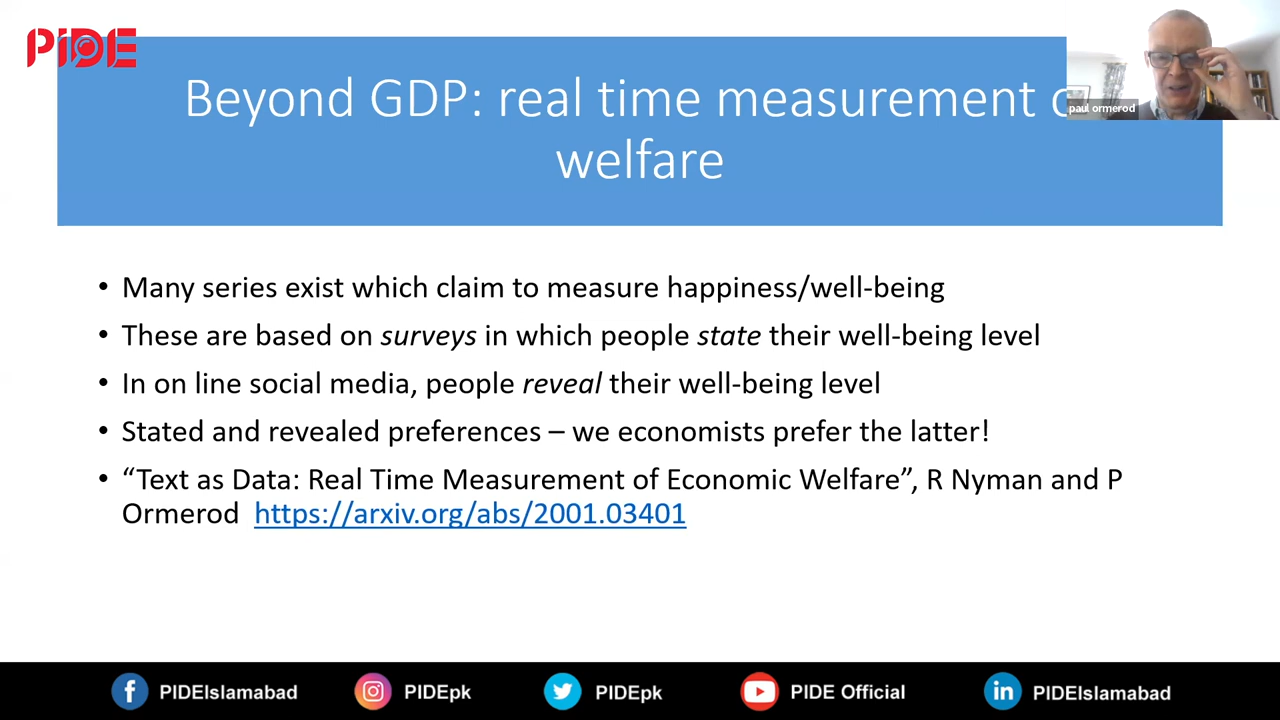 PiDE
Beyond GDP: real time measurement
welfare
paul ormerod
• Many series exist which claim to measure happiness/well-being
• These are based on surveys in which people state their well-being level
• In on line social media, people reveal their well-being level
• Stated and revealed preferences – we economists prefer the latter!
• “Text as Data: Real Time Measurement of Economic Welfare”, R Nyman and P
Ormerod https://arxiv.org/abs/2001.03401
PIDEIslamabad PIDEpk PIDEpk PIDE Official PIDEIslamabad